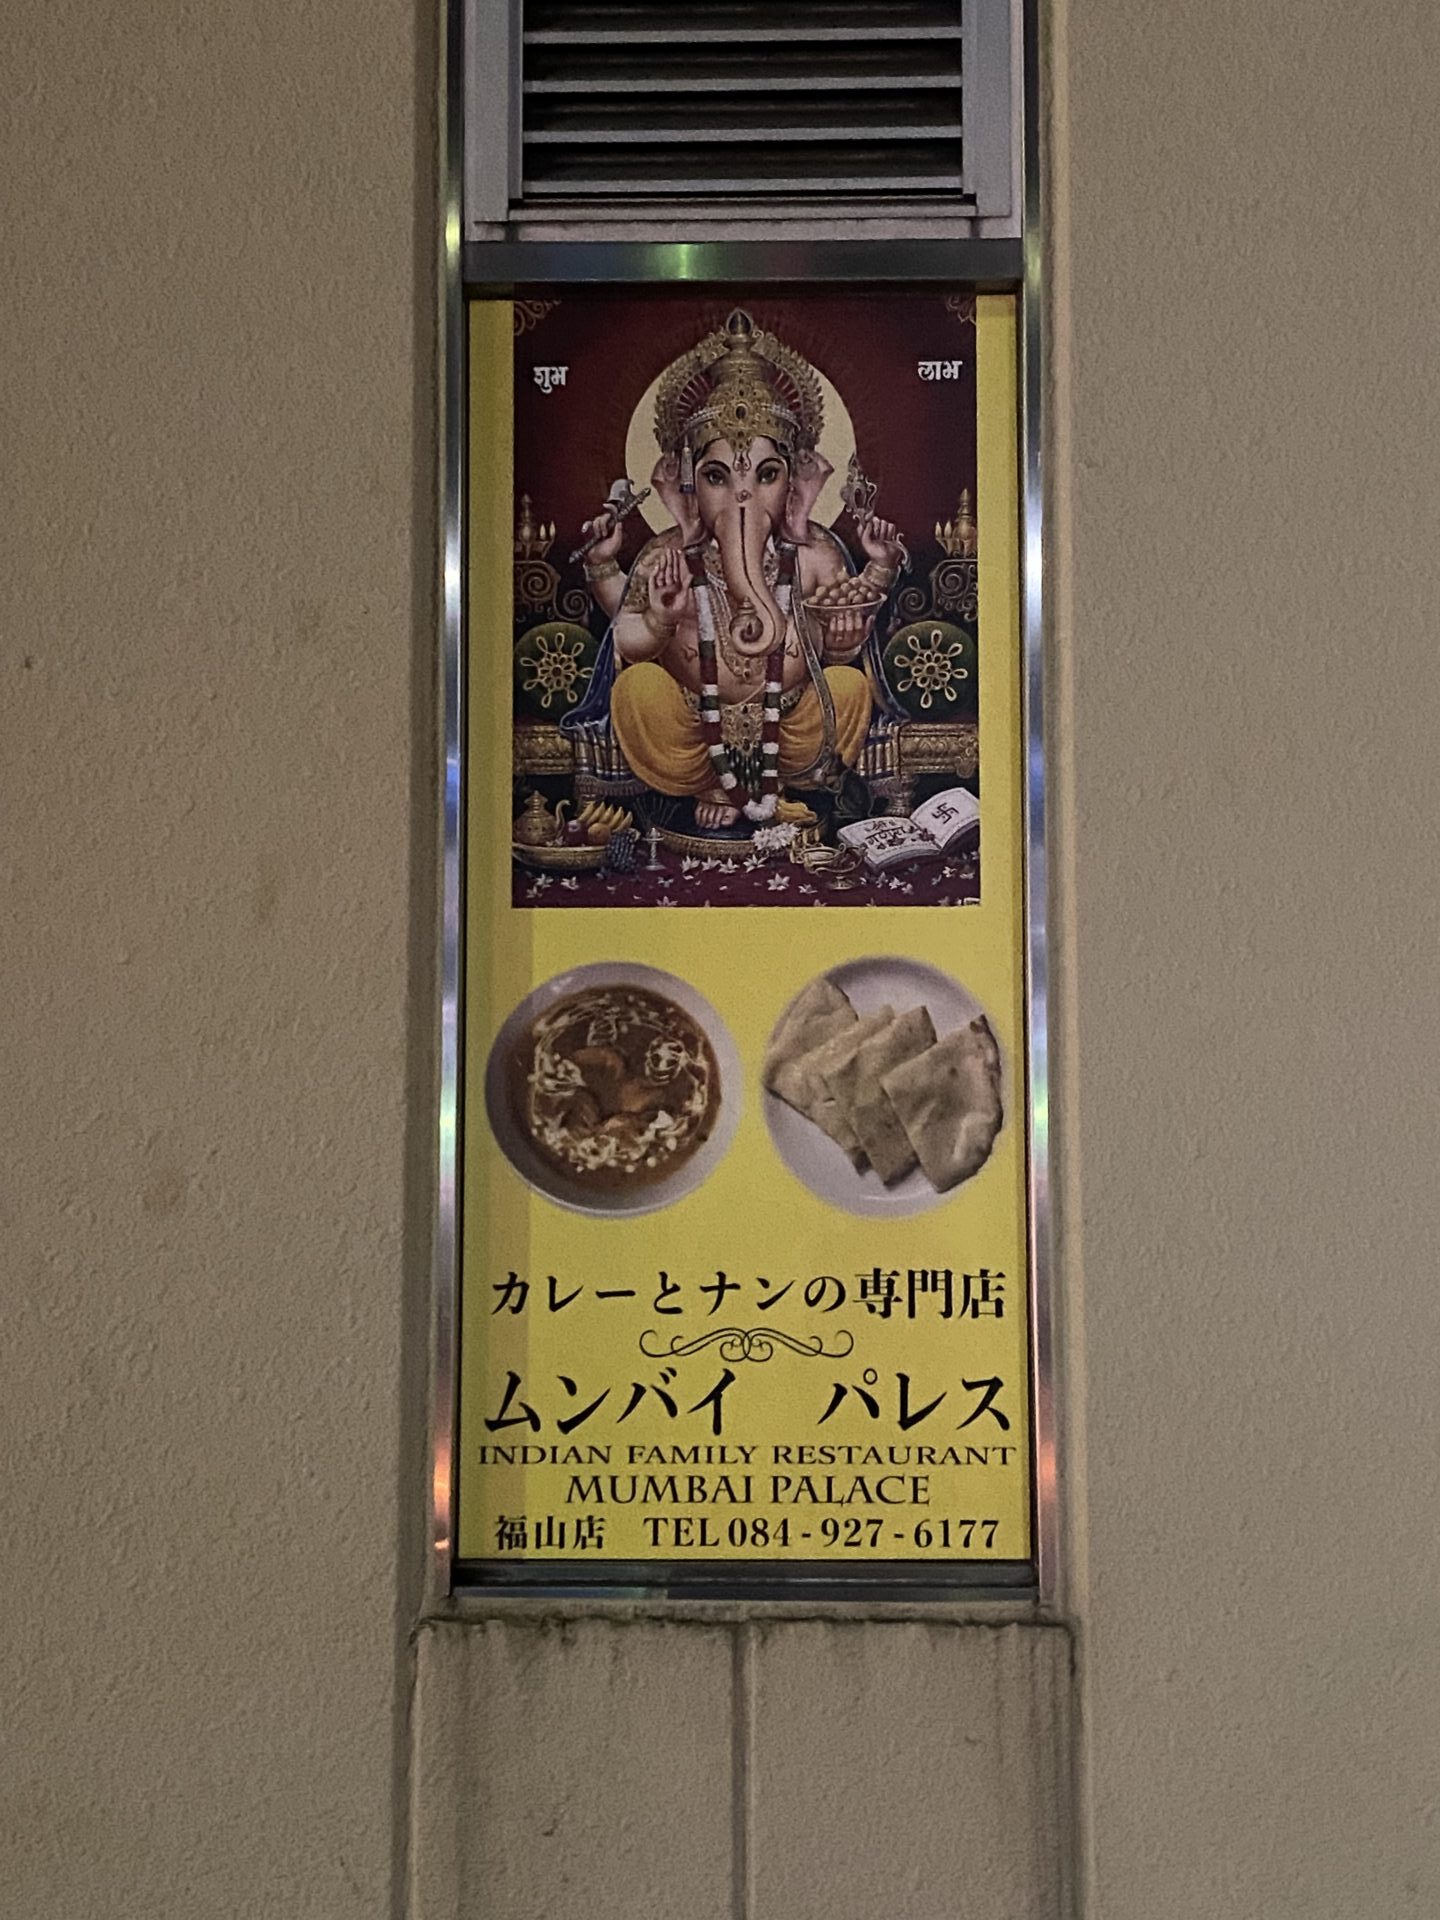 शुभ लाभ
カレーとナンの専門店
ムンバイ パレス
INDIAN FAMILY RESTAURANT
MUMBAI PALACE
福山店 TEL 084-927-6177